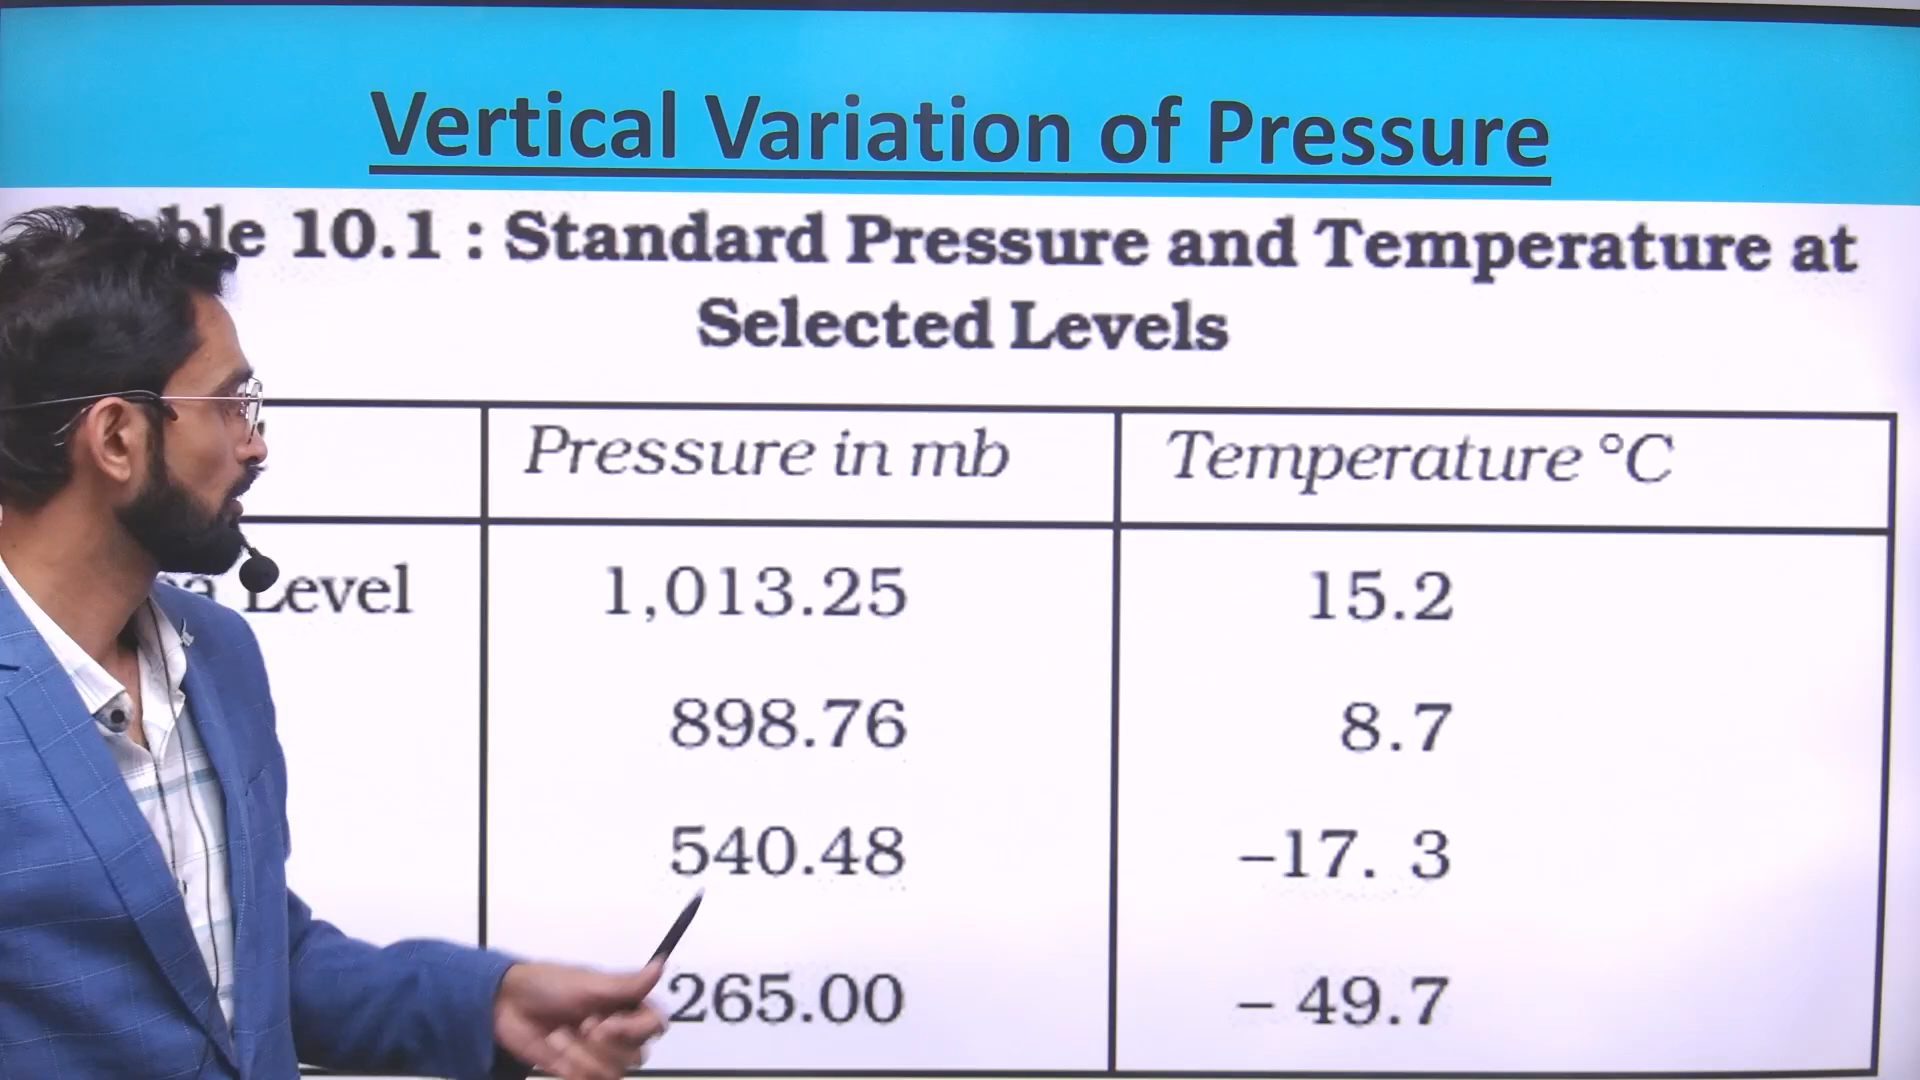 Vertical Variation of Pressure
10.1 : Standard Pressure and Temperature at
Selected Levels
Pressure in mb Temperature °C
Level 1,013.25 15.2
898.76 8.7
540.48 –17. 3
265.00 – 49.7